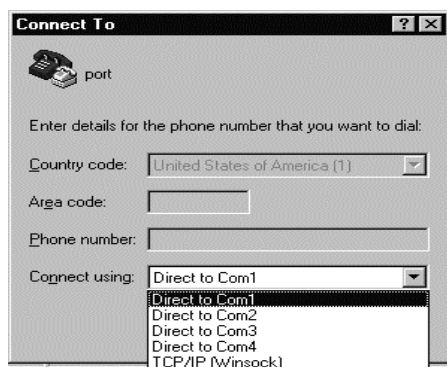 Connect To
port
Enter details for the phone number that you want to dial:
Country code: United States of America (1)
Area code:
Phone number:
Connect using: Direct to Com1
Direct to Com1
Direct to Com2
Direct to Com3
Direct to Com4
TCP/IP (Winsock)